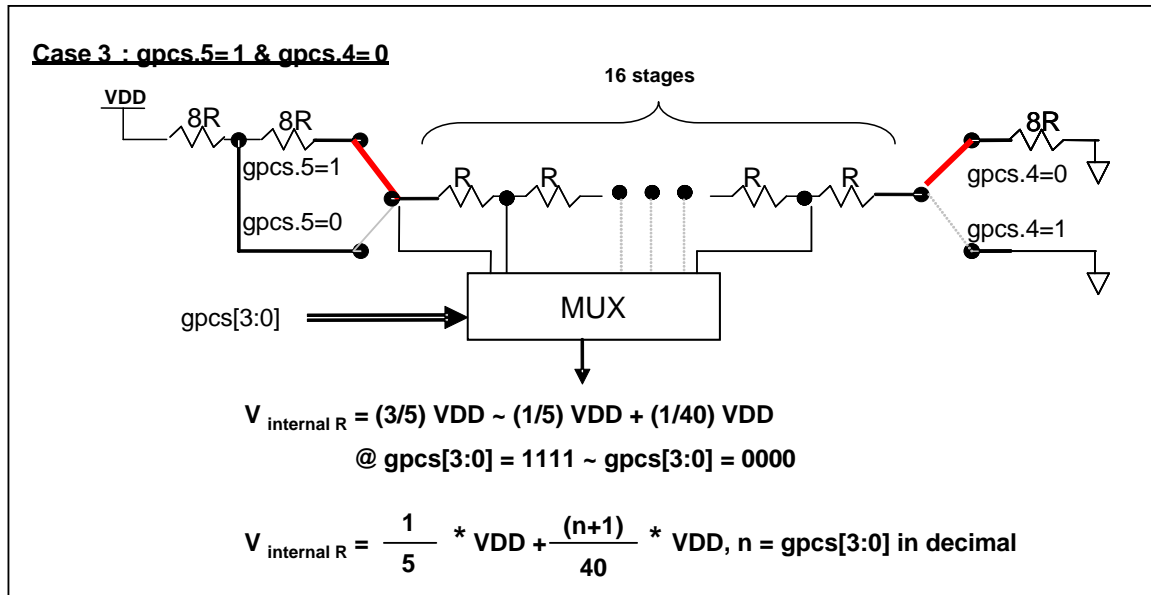 Case 3 : gpcs.5=1 & gpcs.4=0
16 stages
VDD
8R 8R 8R
gpcs.5=1 gpcs.4=0
R R R R
gpcs.5=0 gpcs.4=1
gpcs[3:0] MUX
V internal R = (3/5) VDD ~ (1/5) VDD + (1/40) VDD
@ gpcs[3:0] = 1111 ~ gpcs[3:0] = 0000
V internal R = 1/5 * VDD + (n+1)/40 * VDD, n = gpcs[3:0] in decimal